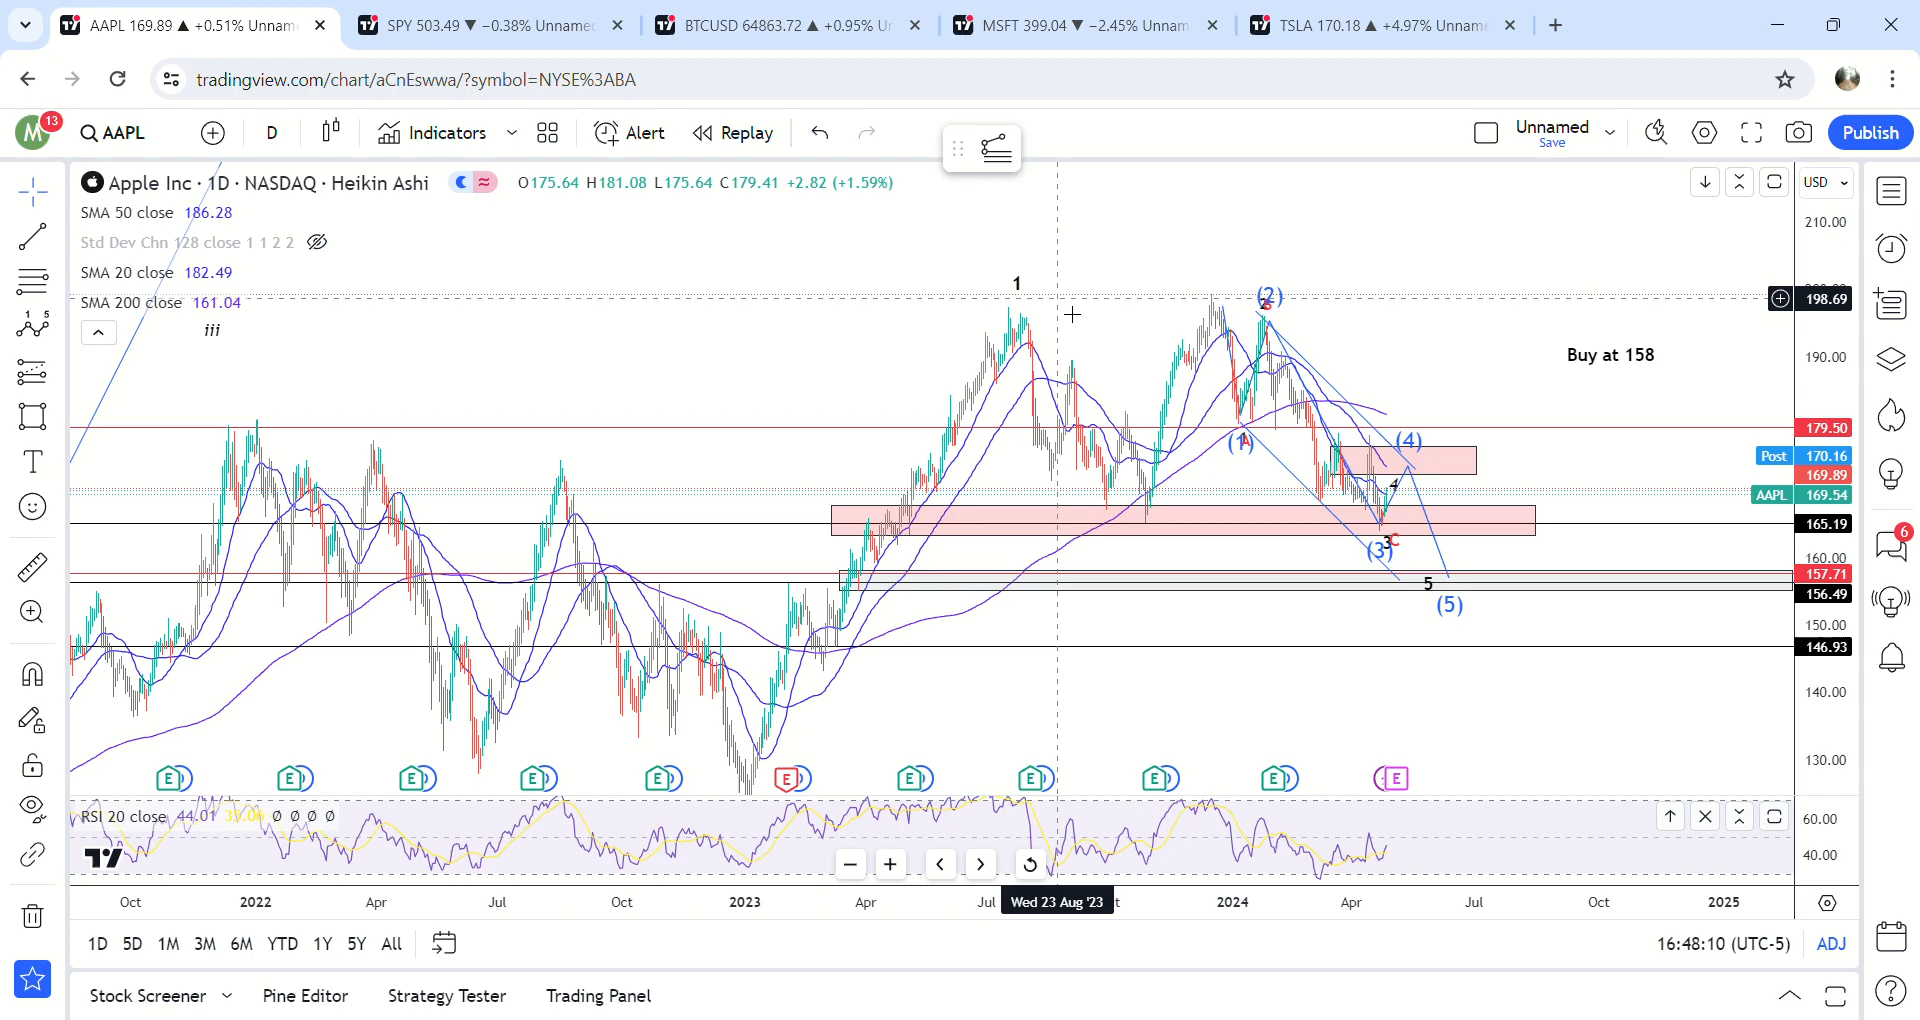 AAPL 169.89 ▲ +0.51% Unnam
SPY 503.49 ▼ −0.38% Unname
BTCUSD 64863.72 ▲ +0.95% Ur
MSFT 399.04 ▼ −2.45% Unnam
TSLA 170.18 ▲ +4.97% Unname
tradingview.com/chart/aCnEswwa/?symbol=NYSE%3ABA
M 13
AAPL
D
Indicators
Alert
Replay
Unnamed
Save
Publish
Apple Inc · 1D · NASDAQ · Heikin Ashi
O175.64 H181.08 L175.64 C179.41 +2.82 (+1.59%)
USD
SMA 50 close 186.28
Std Dev Chn 128 close 1 1 2 2
SMA 20 close 182.49
SMA 200 close 161.04
iii
1
(2)
Buy at 158
(1)
A
(4)
4
(3)
3
C
5
(5)
210.00
198.69
190.00
179.50
Post 170.16
169.89
AAPL 169.54
165.19
160.00
157.71
156.49
150.00
146.93
140.00
130.00
E E E E E E E E E E E
RSI 20 close 44.01 39.06 Ø Ø Ø Ø
60.00
40.00
Oct 2022 Apr Jul Oct 2023 Apr Jul Wed 23 Aug '23 2024 Apr Jul Oct 2025
1D 5D 1M 3M 6M YTD 1Y 5Y All
16:48:10 (UTC-5) ADJ
Stock Screener Pine Editor Strategy Tester Trading Panel
6